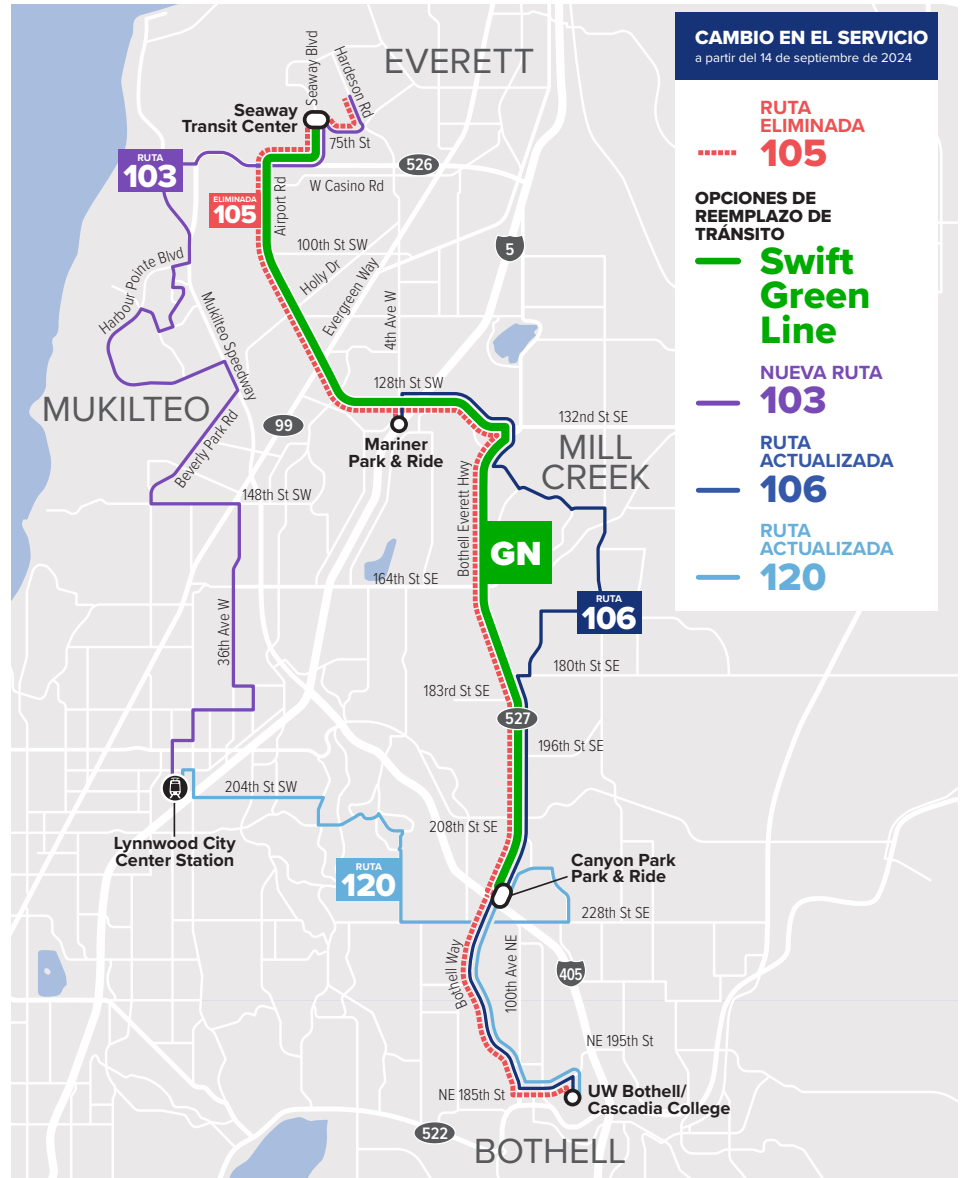 CAMBIO EN EL SERVICIO
a partir del 14 de septiembre de 2024
RUTA
ELIMINADA
105
OPCIONES DE
REEMPLAZO DE
TRÁNSITO
Swift
Green
Line
NUEVA RUTA
103
RUTA
ACTUALIZADA
106
RUTA
ACTUALIZADA
120
EVERETT
Seaway Blvd
Hardeson Rd
Seaway
Transit Center
75th St
RUTA
103
526
W Casino Rd
ELIMINADA
105
Airport Rd
100th St SW
5
Harbour Pointe Blvd
Holly Dr
Evergreen Way
Mukilteo Speedway
4th Ave W
128th St SW
MUKILTEO
99
132nd St SE
Mariner
Park & Ride
MILL
CREEK
Beverly Park Rd
148th St SW
Bothell Everett Hwy
GN
164th St SE
RUTA
106
36th Ave W
180th St SE
183rd St SE
527
196th St SE
204th St SW
208th St SE
Lynnwood City
Center Station
RUTA
120
Canyon Park
Park & Ride
228th St SE
Bothell Way
100th Ave NE
405
NE 195th St
NE 185th St
UW Bothell/
Cascadia College
522
BOTHELL